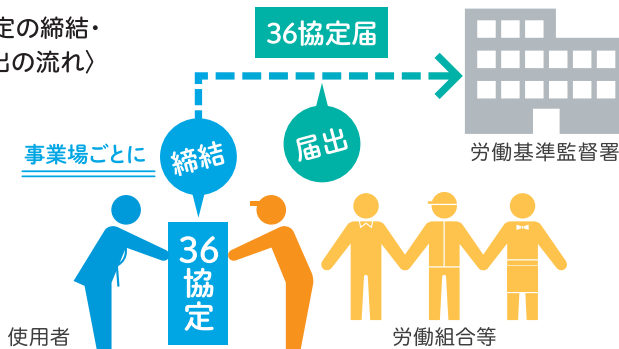 定の締結・
出の流れ〉
36協定届
事業場ごとに
締結
届出
労働基準監督署
36
協
定
使用者
労働組合等